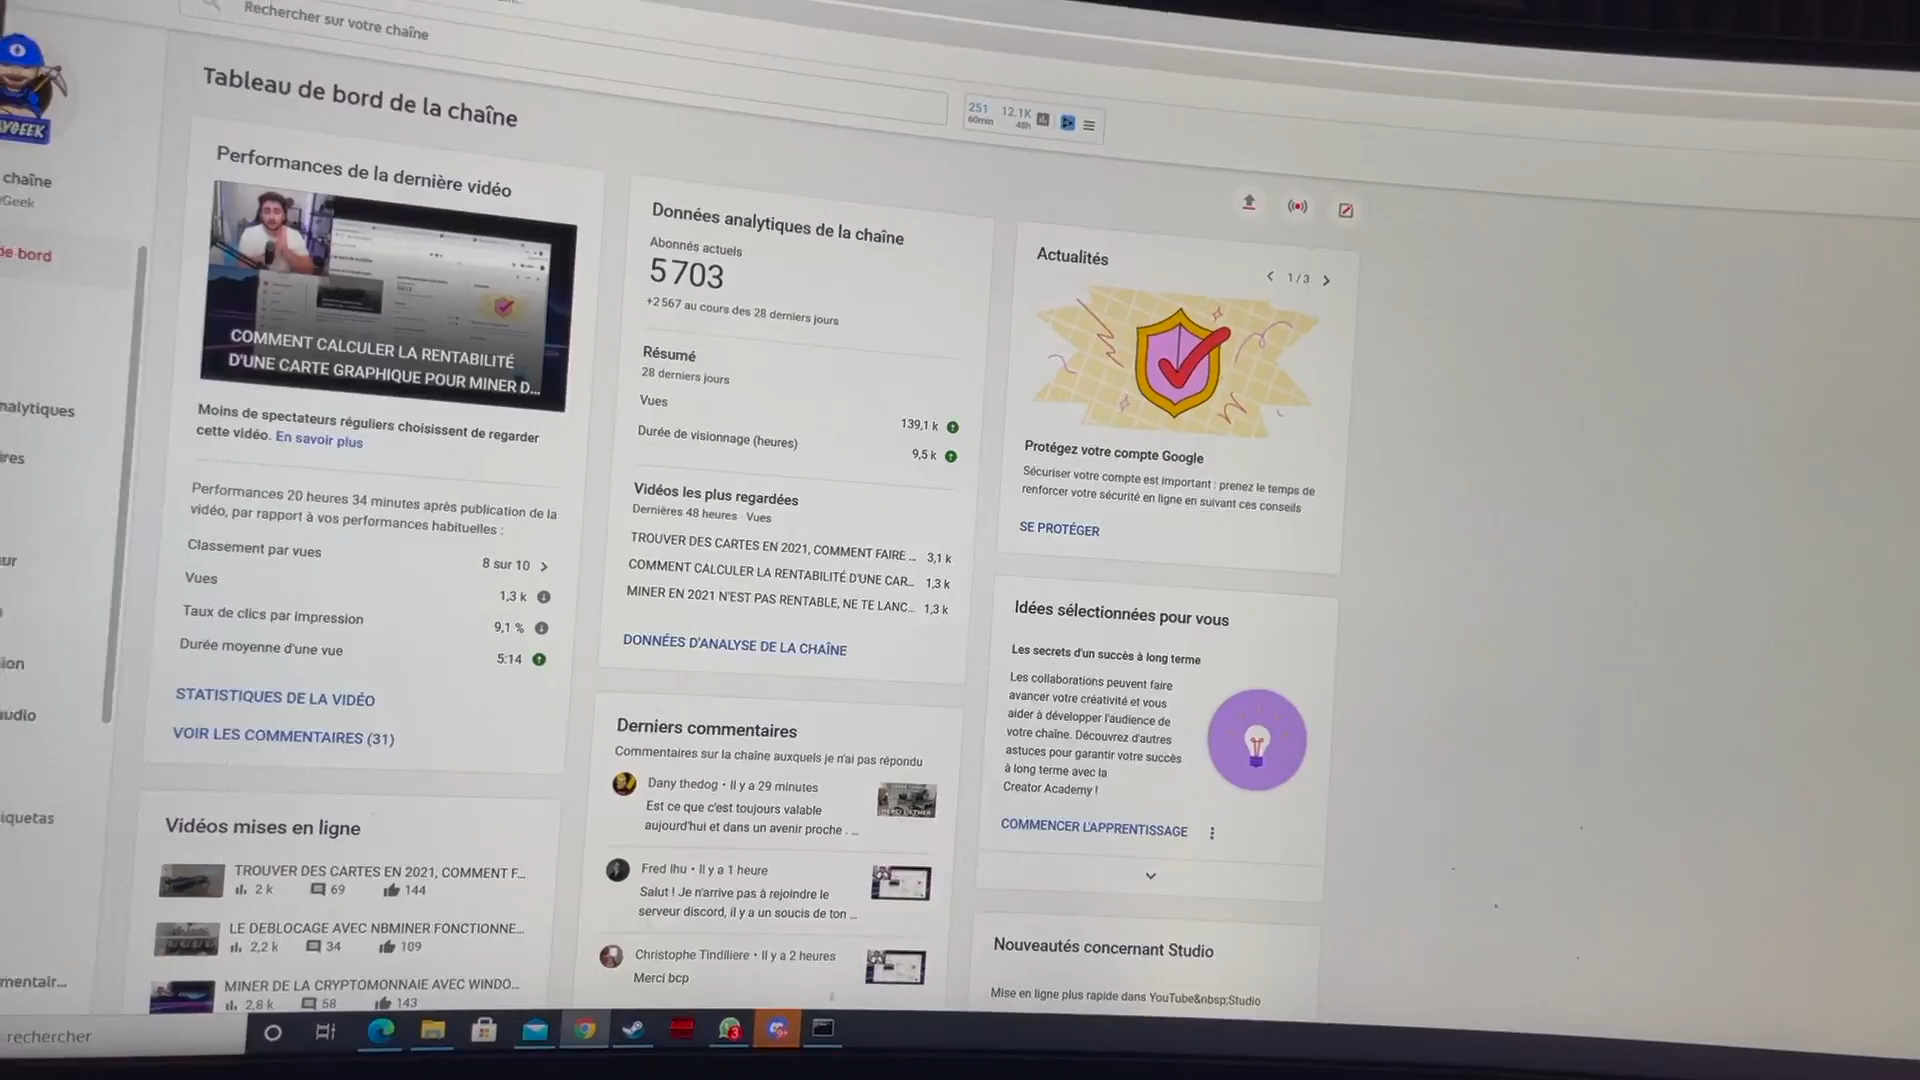 Rechercher sur votre chaîne
Tableau de bord de la chaîne
251
60min
12.1K
48h
chaîne
Geek
de bord
nalytiques
Performances de la dernière vidéo
COMMENT CALCULER LA RENTABILITÉ
D'UNE CARTE GRAPHIQUE POUR MINER D...
Moins de spectateurs réguliers choisissent de regarder
cette vidéo. En savoir plus
Performances 20 heures 34 minutes après publication de la
vidéo, par rapport à vos performances habituelles :
Classement par vues 8 sur 10
Vues 1,3 k
Taux de clics par impression 9,1 %
Durée moyenne d'une vue 5:14
STATISTIQUES DE LA VIDÉO
VOIR LES COMMENTAIRES (31)
Vidéos mises en ligne
TROUVER DES CARTES EN 2021, COMMENT F...
2 k 69 144
LE DEBLOCAGE AVEC NBMINER FONCTIONNE...
2,2 k 34 109
MINER DE LA CRYPTOMONNAIE AVEC WINDO...
2,8 k 58 143
Données analytiques de la chaîne
Abonnés actuels
5 703
+2 567 au cours des 28 derniers jours
Résumé
28 derniers jours
Vues 139,1 k
Durée de visionnage (heures) 9,5 k
Vidéos les plus regardées
Dernières 48 heures · Vues
TROUVER DES CARTES EN 2021, COMMENT FAIRE ... 3,1 k
COMMENT CALCULER LA RENTABILITÉ D'UNE CAR... 1,3 k
MINER EN 2021 N'EST PAS RENTABLE, NE TE LANC... 1,3 k
DONNÉES D'ANALYSE DE LA CHAÎNE
Derniers commentaires
Commentaires sur la chaîne auxquels je n'ai pas répondu
Dany thedog • Il y a 29 minutes
Est ce que c'est toujours valable
aujourd'hui et dans un avenir proche . ...
Fred Ihu • Il y a 1 heure
Salut ! Je n'arrive pas à rejoindre le
serveur discord, il y a un soucis de ton ...
Christophe Tindiliere • Il y a 2 heures
Merci bcp
Actualités
1 / 3
Protégez votre compte Google
Sécuriser votre compte est important : prenez le temps de
renforcer votre sécurité en ligne en suivant ces conseils
SE PROTÉGER
Idées sélectionnées pour vous
Les secrets d'un succès à long terme
Les collaborations peuvent faire
avancer votre créativité et vous
aider à développer l'audience de
votre chaîne. Découvrez d'autres
astuces pour garantir votre succès
à long terme avec la
Creator Academy !
COMMENCER L'APPRENTISSAGE
Nouveautés concernant Studio
Mise en ligne plus rapide dans YouTube&nbsp;Studio
iquetas
mentair...
rechercher